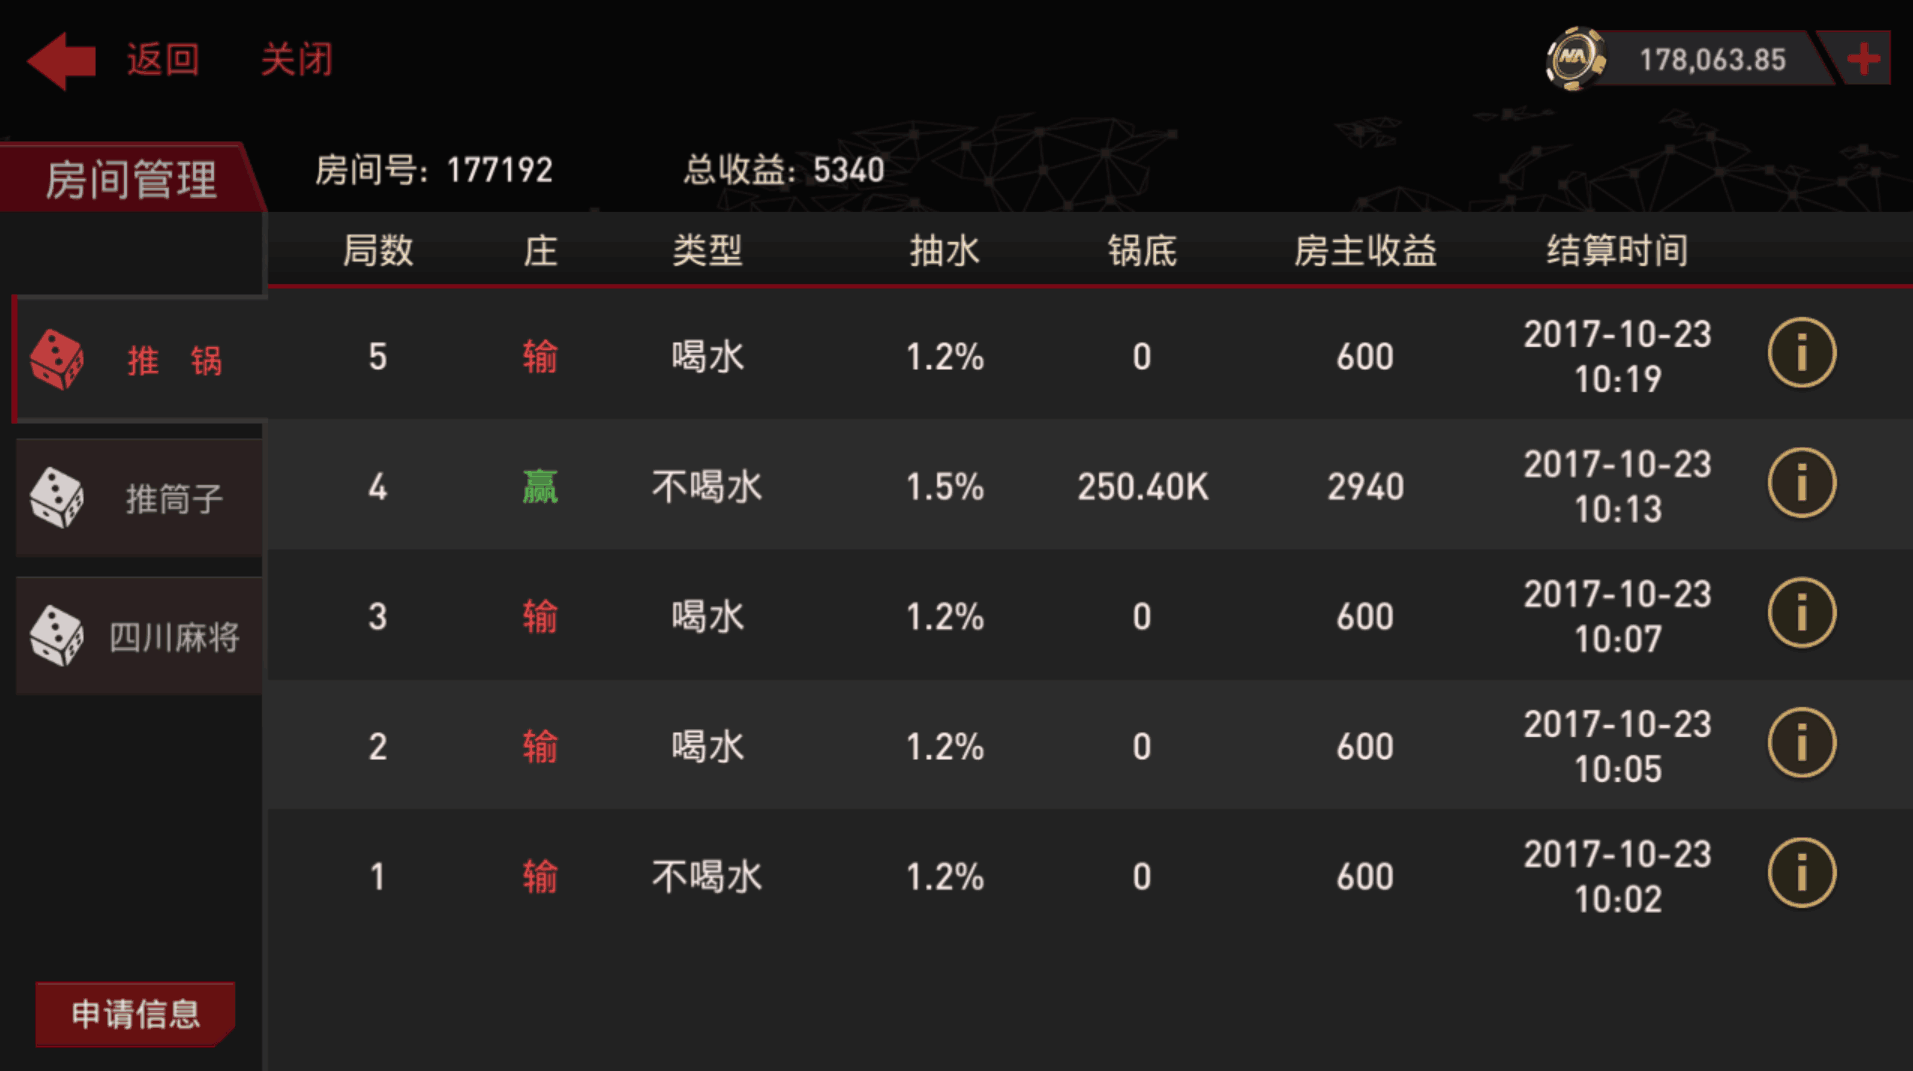 返回 关闭 NA 178,063.85
房间管理 房间号: 177192 总收益: 5340
局数 庄 类型 抽水 锅底 房主收益 结算时间
推 锅
推筒子
四川麻将
申请信息
5 输 喝水 1.2% 0 600 2017-10-23
10:19
4 赢 不喝水 1.5% 250.40K 2940 2017-10-23
10:13
3 输 喝水 1.2% 0 600 2017-10-23
10:07
2 输 喝水 1.2% 0 600 2017-10-23
10:05
1 输 不喝水 1.2% 0 600 2017-10-23
10:02